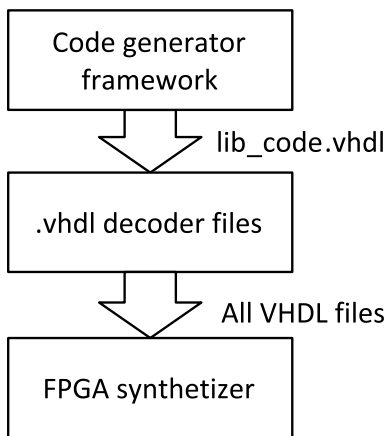 Code generator
framework
lib_code.vhdl
.vhdl decoder files
All VHDL files
FPGA synthetizer